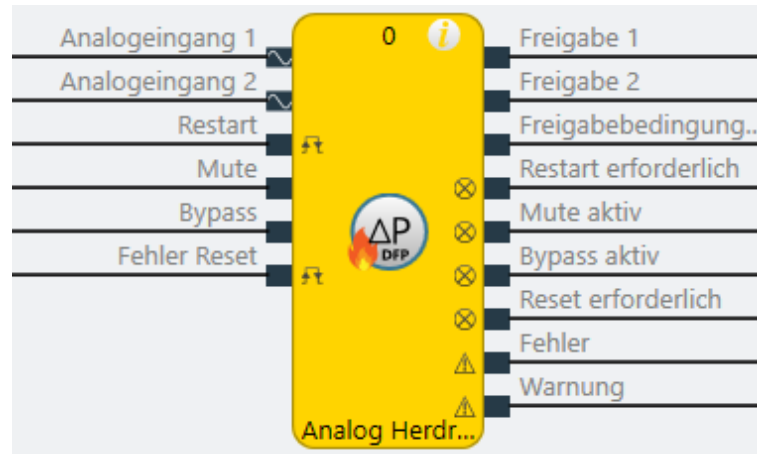 Analogeingang 1
Analogeingang 2
Restart
Mute
Bypass
Fehler Reset
0
i
ΔP
DFP
Analog Herdr...
Freigabe 1
Freigabe 2
Freigabebedingung..
Restart erforderlich
Mute aktiv
Bypass aktiv
Reset erforderlich
Fehler
Warnung